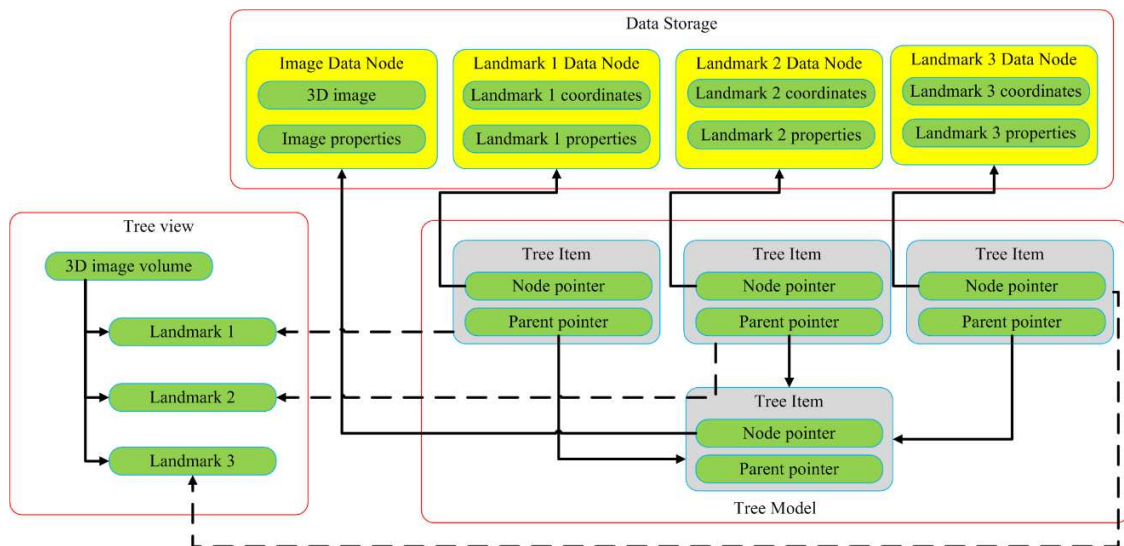 Data Storage
Image Data Node
3D image
Image properties
Landmark 1 Data Node
Landmark 1 coordinates
Landmark 1 properties
Landmark 2 Data Node
Landmark 2 coordinates
Landmark 2 properties
Landmark 3 Data Node
Landmark 3 coordinates
Landmark 3 properties
Tree view
3D image volume
Landmark 1
Landmark 2
Landmark 3
Tree Item
Node pointer
Parent pointer
Tree Item
Node pointer
Parent pointer
Tree Item
Node pointer
Parent pointer
Tree Item
Node pointer
Parent pointer
Tree Model